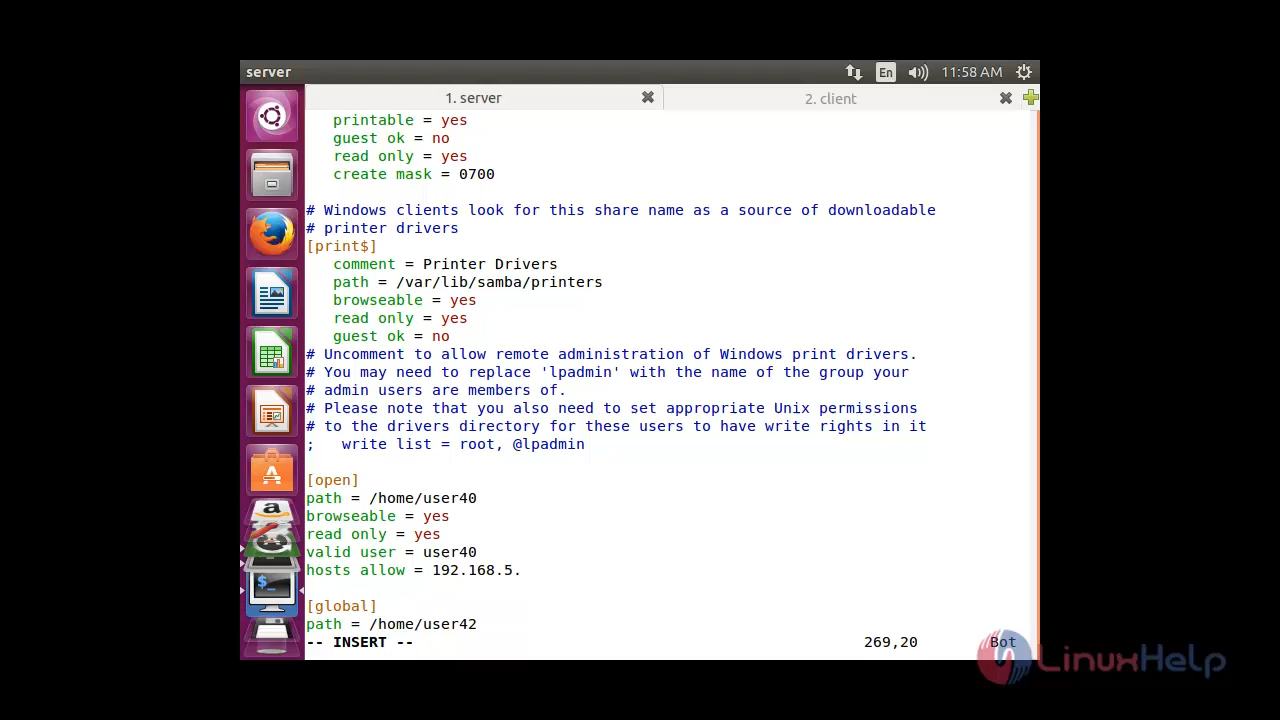 server
En
11:58 AM
1. server
2. client
printable = yes
guest ok = no
read only = yes
create mask = 0700
# Windows clients look for this share name as a source of downloadable
# printer drivers
[print$]
comment = Printer Drivers
path = /var/lib/samba/printers
browseable = yes
read only = yes
guest ok = no
# Uncomment to allow remote administration of Windows print drivers.
# You may need to replace 'lpadmin' with the name of the group your
# admin users are members of.
# Please note that you also need to set appropriate Unix permissions
# to the drivers directory for these users to have write rights in it
;   write list = root, @lpadmin
[open]
path = /home/user40
browseable = yes
read only = yes
valid user = user40
hosts allow = 192.168.5.
[global]
path = /home/user42
-- INSERT --
269,20
Bot
LinuxHelp